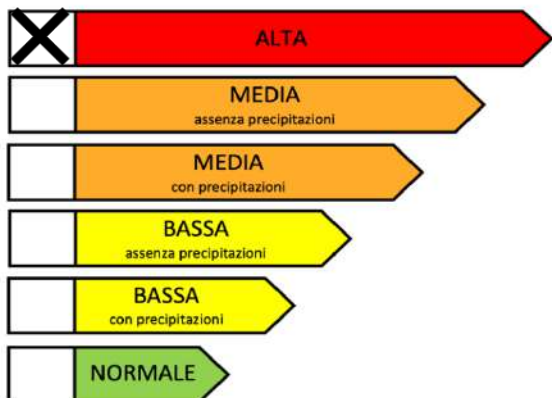 ALTA
MEDIA
assenza precipitazioni
MEDIA
con precipitazioni
BASSA
assenza precipitazioni
BASSA
con precipitazioni
NORMALE